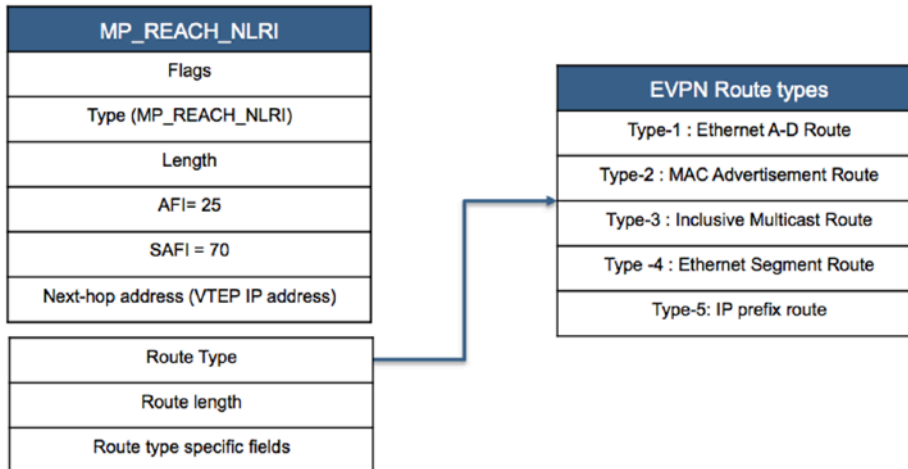 MP_REACH_NLRI
Flags
Type (MP_REACH_NLRI)
Length
AFI= 25
SAFI = 70
Next-hop address (VTEP IP address)
Route Type
Route length
Route type specific fields
EVPN Route types
Type-1 : Ethernet A-D Route
Type-2 : MAC Advertisement Route
Type-3 : Inclusive Multicast Route
Type -4 : Ethernet Segment Route
Type-5: IP prefix route